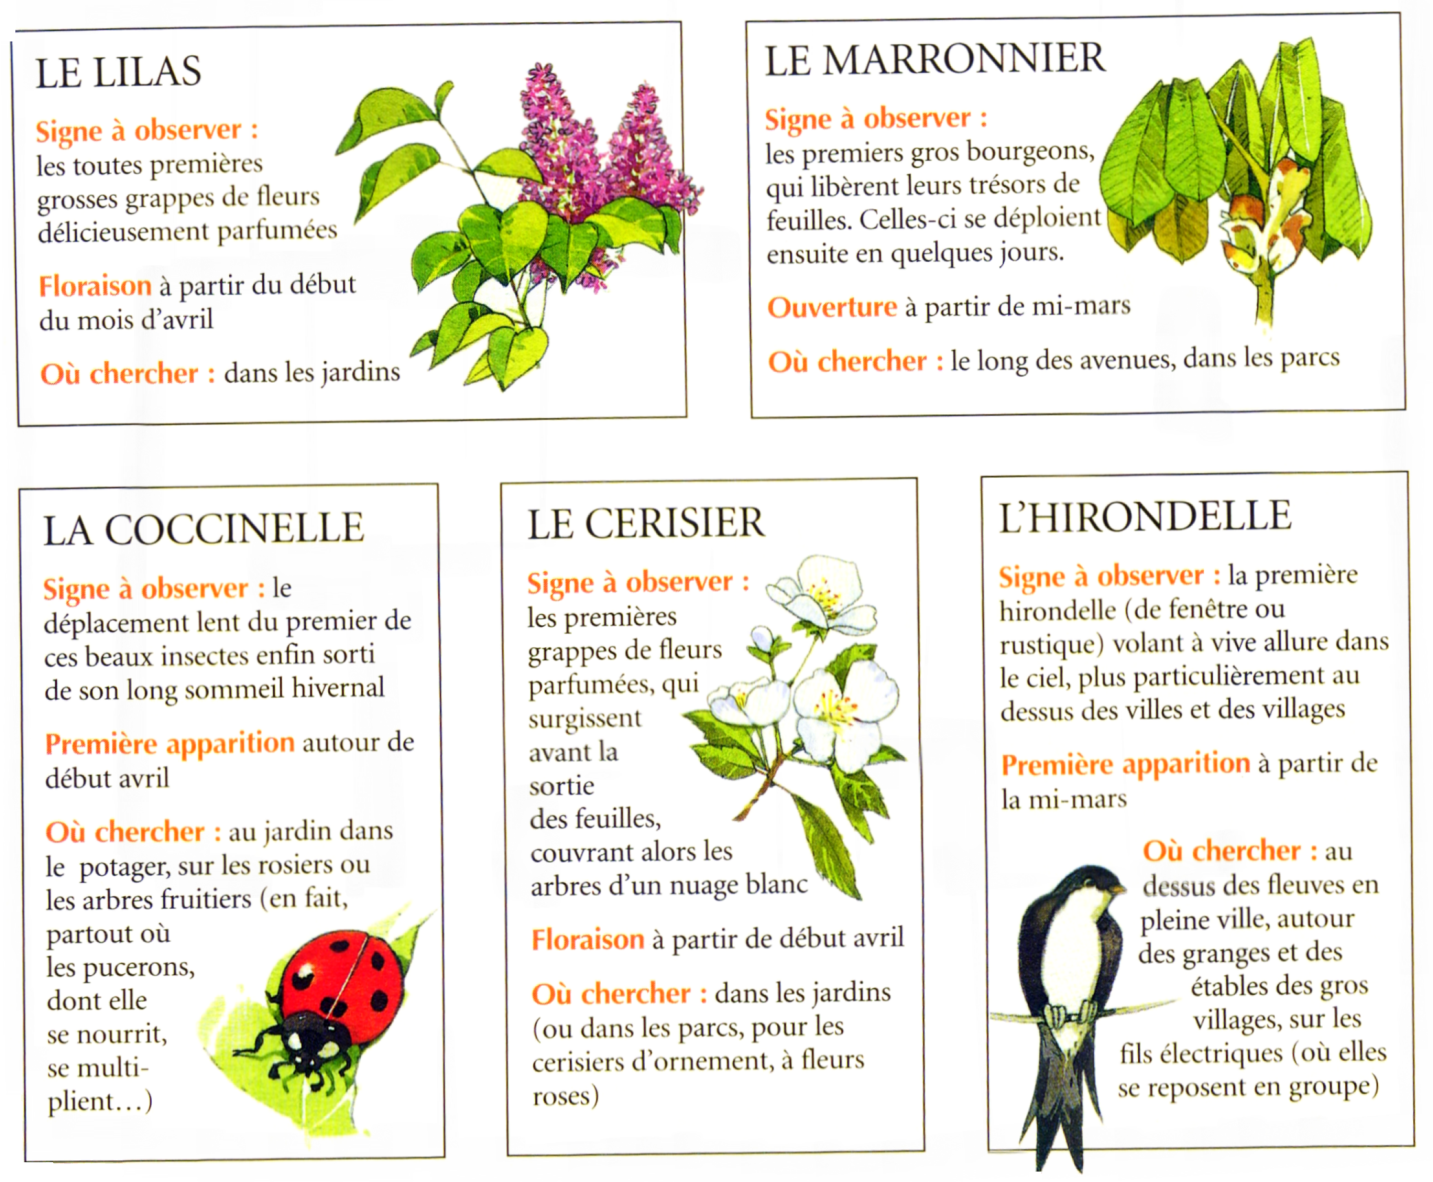 LE LILAS
Signe à observer :
les toutes premières
grosses grappes de fleurs
délicieusement parfumées
Floraison à partir du début
du mois d'avril
Où chercher : dans les jardins
LE MARRONNIER
Signe à observer :
les premiers gros bourgeons,
qui libèrent leurs trésors de
feuilles. Celles-ci se déploient
ensuite en quelques jours.
Ouverture à partir de mi-mars
Où chercher : le long des avenues, dans les parcs
LA COCCINELLE
Signe à observer : le
déplacement lent du premier de
ces beaux insectes enfin sorti
de son long sommeil hivernal
Première apparition autour de
début avril
Où chercher : au jardin dans
le potager, sur les rosiers ou
les arbres fruitiers (en fait,
partout où
les pucerons,
dont elle
se nourrit,
se multi-
plient...)
LE CERISIER
Signe à observer :
les premières
grappes de fleurs
parfumées, qui
surgissent
avant la
sortie
des feuilles,
couvrant alors les
arbres d'un nuage blanc
Floraison à partir de début avril
Où chercher : dans les jardins
(ou dans les parcs, pour les
cerisiers d'ornement, à fleurs
roses)
L'HIRONDELLE
Signe à observer : la première
hirondelle (de fenêtre ou
rustique) volant à vive allure dans
le ciel, plus particulièrement au
dessus des villes et des villages
Première apparition à partir de
la mi-mars
Où chercher : au
dessus des fleuves en
pleine ville, autour
des granges et des
étables des gros
villages, sur les
fils électriques (où elles
se reposent en groupe)